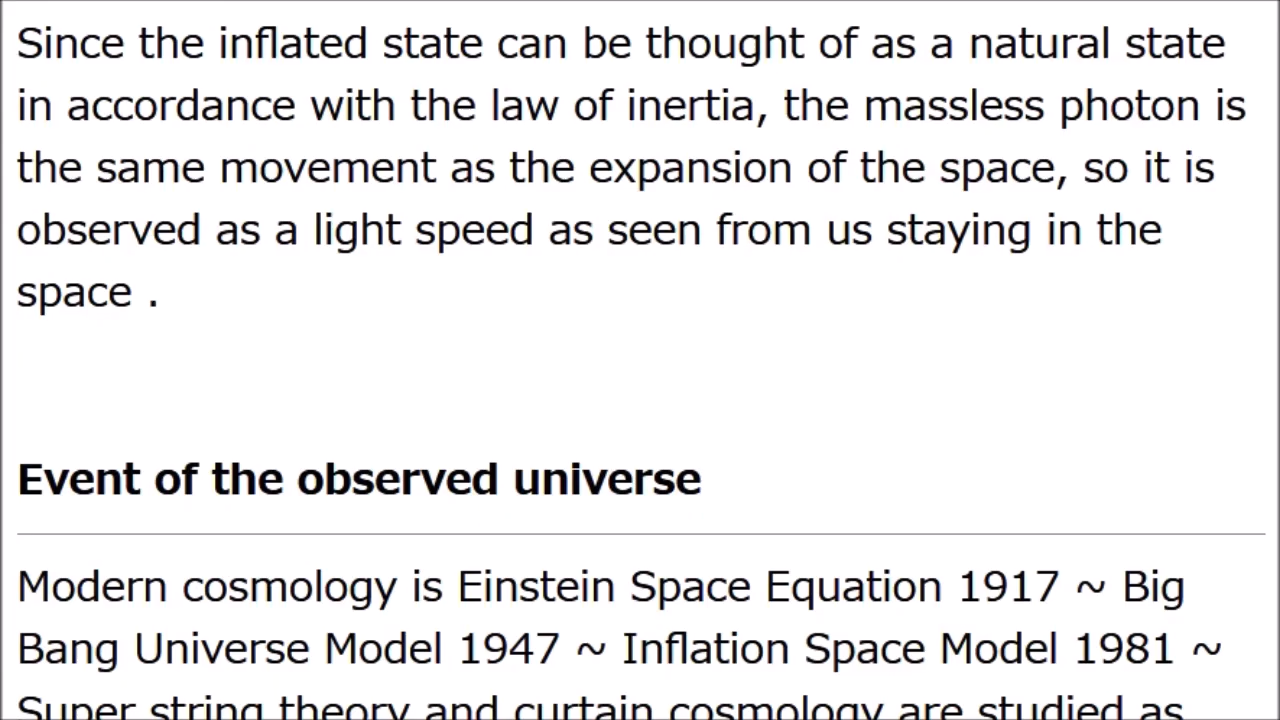 Since the inflated state can be thought of as a natural state
in accordance with the law of inertia, the massless photon is
the same movement as the expansion of the space, so it is
observed as a light speed as seen from us staying in the
space .
Event of the observed universe
Modern cosmology is Einstein Space Equation 1917 ~ Big
Bang Universe Model 1947 ~ Inflation Space Model 1981 ~
Super string theory and curtain cosmology are studied as